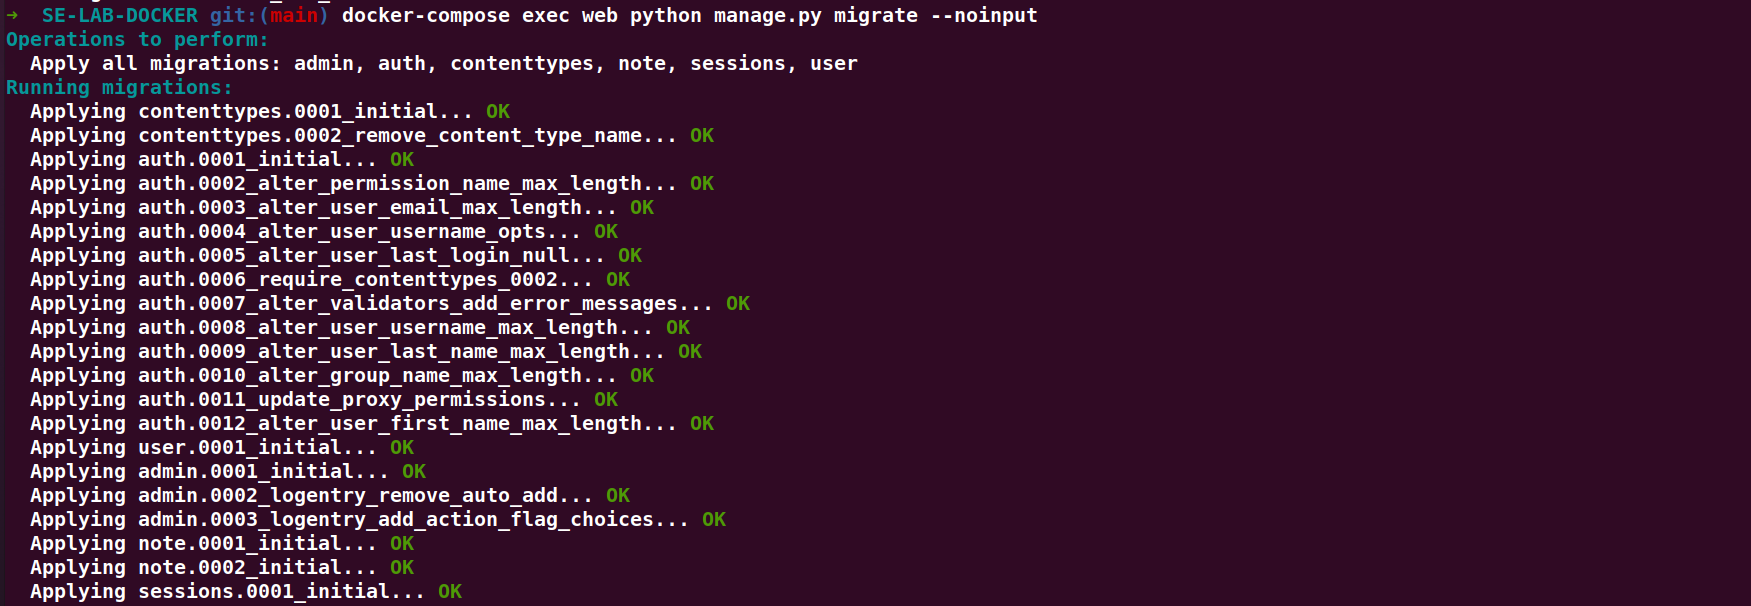 → SE-LAB-DOCKER git:(main) docker-compose exec web python manage.py migrate --noinput
Operations to perform:
  Apply all migrations: admin, auth, contenttypes, note, sessions, user
Running migrations:
  Applying contenttypes.0001_initial... OK
  Applying contenttypes.0002_remove_content_type_name... OK
  Applying auth.0001_initial... OK
  Applying auth.0002_alter_permission_name_max_length... OK
  Applying auth.0003_alter_user_email_max_length... OK
  Applying auth.0004_alter_user_username_opts... OK
  Applying auth.0005_alter_user_last_login_null... OK
  Applying auth.0006_require_contenttypes_0002... OK
  Applying auth.0007_alter_validators_add_error_messages... OK
  Applying auth.0008_alter_user_username_max_length... OK
  Applying auth.0009_alter_user_last_name_max_length... OK
  Applying auth.0010_alter_group_name_max_length... OK
  Applying auth.0011_update_proxy_permissions... OK
  Applying auth.0012_alter_user_first_name_max_length... OK
  Applying user.0001_initial... OK
  Applying admin.0001_initial... OK
  Applying admin.0002_logentry_remove_auto_add... OK
  Applying admin.0003_logentry_add_action_flag_choices... OK
  Applying note.0001_initial... OK
  Applying note.0002_initial... OK
  Applying sessions.0001_initial... OK